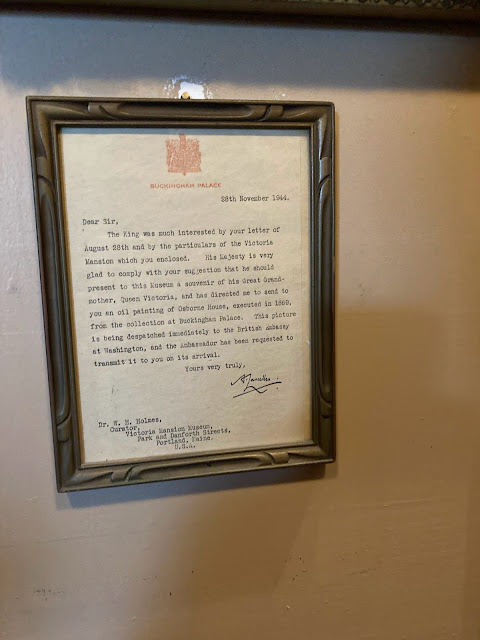 BUCKINGHAM PALACE
28th November 1944.
Dear Sir,
The King was much interested by your letter of
August 28th and by the particulars of the Victoria
Mansion which you enclosed. His Majesty is very
glad to comply with your suggestion that he should
present to this Museum a souvenir of his Great Grand-
mother, Queen Victoria, and has directed me to send to
you an oil painting of Osborne House, executed in 1869,
from the collection at Buckingham Palace. This picture
is being despatched immediately to the British Embassy
at Washington, and the Ambassador has been requested to
transmit it to you on its arrival.
Yours very truly,
Dr. W. H. Holmes,
Curator,
Victoria Mansion Museum,
Park and Danforth Streets,
Portland, Maine.
U.S.A.